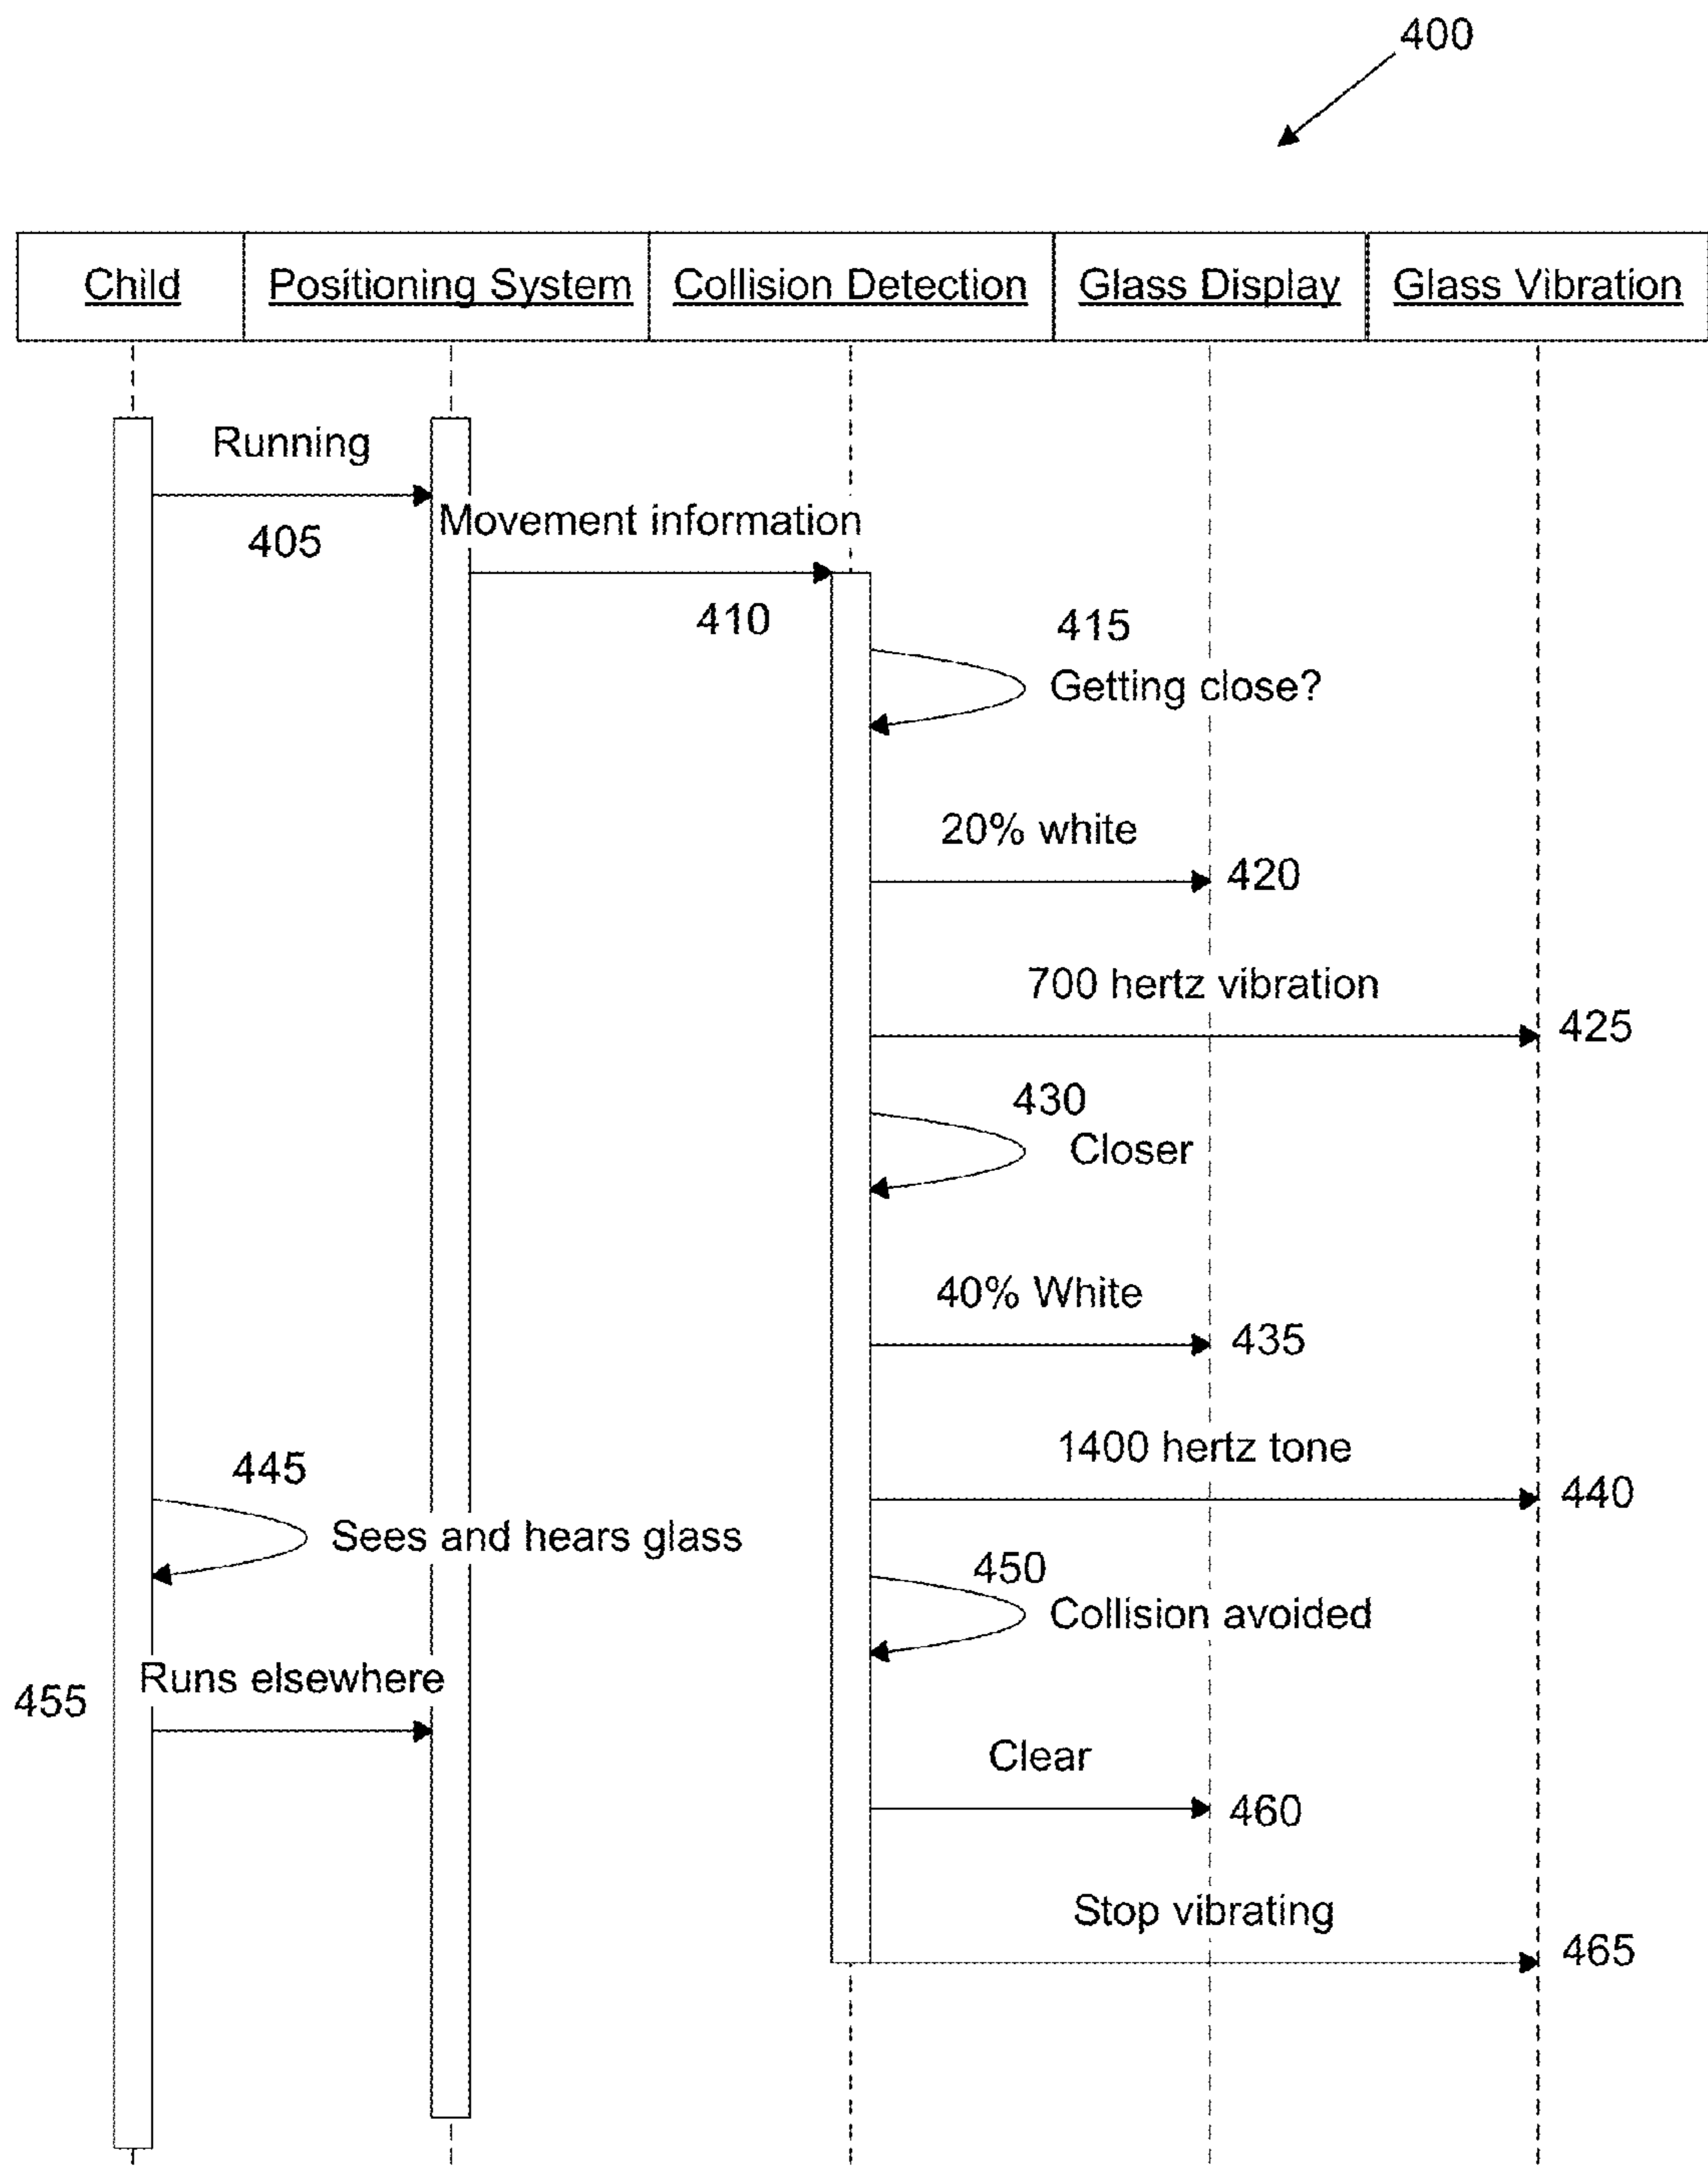 400
Child
Positioning System
Collision Detection
Glass Display
Glass Vibration
Running
405
Movement information
410
415
Getting close?
20% white
420
700 hertz vibration
425
430
Closer
40% White
435
1400 hertz tone
440
445
Sees and hears glass
450
Collision avoided
Runs elsewhere
455
Clear
460
Stop vibrating
465